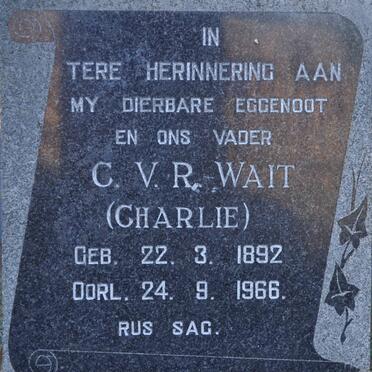 IN
TERE HERINNERING AAN
MY DIERBARE EGGENOOT
EN ONS VADER
C. V. R. WAIT
(CHARLIE)
GEB. 22. 3. 1892
OORL. 24. 9. 1966.
RUS SAG.